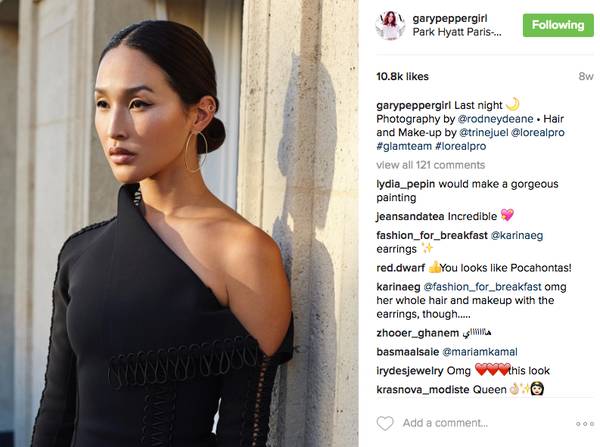 garypeppergirl
Park Hyatt Paris-...
Following
10.8k likes
8w
garypeppergirl Last night 🌙
Photography by @rodneydeane • Hair
and Make-up by @trinejuel @lorealpro
#glamteam #lorealpro
view all 121 comments
lydia_pepin would make a gorgeous
painting
jeansandatea Incredible 💘
fashion_for_breakfast @karinaeg
earrings ✨
red.dwarf 👍You looks like Pocahontas!
karinaeg @fashion_for_breakfast omg
her whole hair and makeup with the
earrings, though.....
zhooer_ghanem هااااااي
basmaalsaie @mariamkamal
irydesjewelry Omg ❤❤❤this look
krasnova_modiste Queen 👌✨👰
Add a comment...